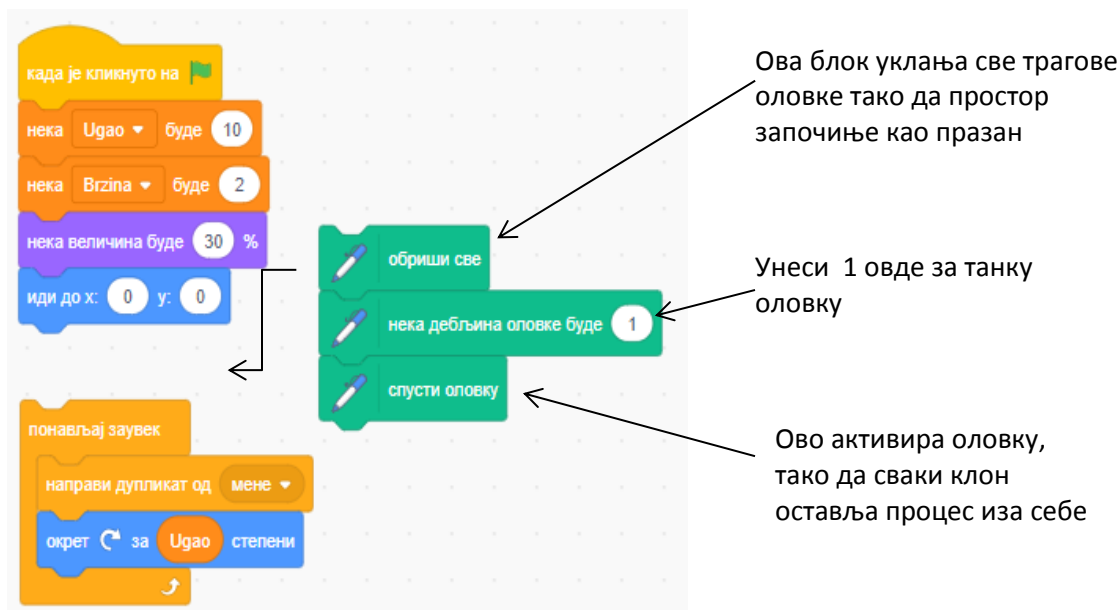 када је кликнуто на
нека Ugao буде 10
нека Brzina буде 2
нека величина буде 30 %
иди до x: 0 y: 0
понављај заувек
направи дупликат од мене
окрет за Ugao степени
обриши све
нека дебљина оловке буде 1
спусти оловку
Ова блок уклања све трагове
оловке тако да простор
започиње као празан
Унеси 1 овде за танку
оловку
Ово активира оловку,
тако да сваки клон
оставља процес иза себе